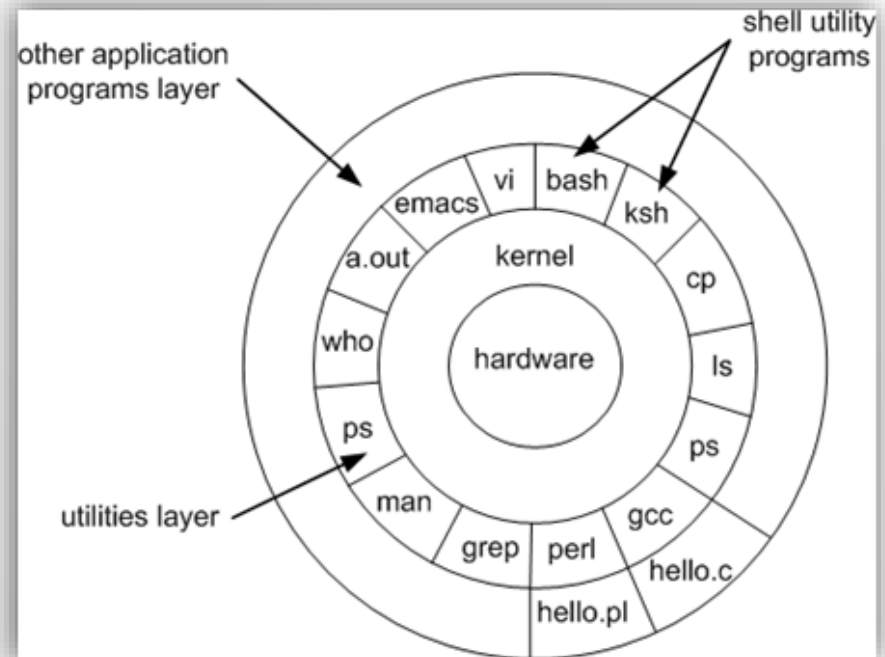 other application
programs layer
shell utility
programs
emacs
vi
bash
ksh
a.out
kernel
cp
who
hardware
ls
ps
ps
utilities layer
man
gcc
grep
perl
hello.c
hello.pl